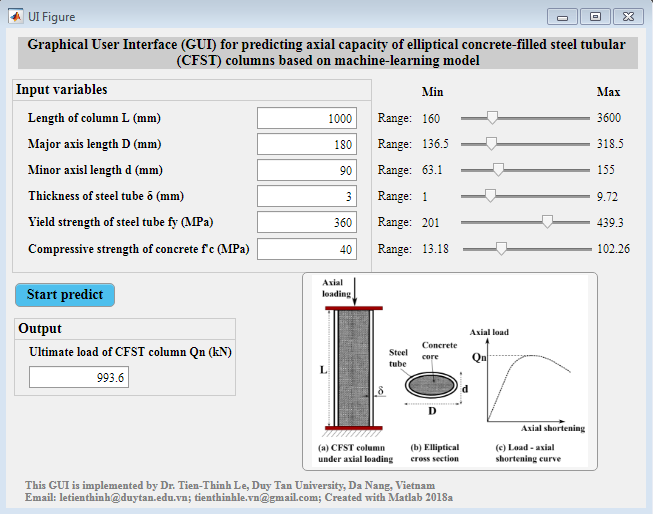 UI Figure
Graphical User Interface (GUI) for predicting axial capacity of elliptical concrete-filled steel tubular
(CFST) columns based on machine-learning model
Input variables
Min Max
Length of column L (mm) 1000 Range: 160 3600
Major axis length D (mm) 180 Range: 136.5 318.5
Minor axisl length d (mm) 90 Range: 63.1 155
Thickness of steel tube δ (mm) 3 Range: 1 9.72
Yield strength of steel tube fy (MPa) 360 Range: 201 439.3
Compressive strength of concrete f'c (MPa) 40 Range: 13.18 102.26
Start predict
Output
Ultimate load of CFST column Qn (kN)
993.6
Axial
loading
L
δ
Steel
tube
Concrete
core
d
D
Axial load
Qn
Axial shortening
(a) CFST column
under axial loading
(b) Elliptical
cross section
(c) Load - axial
shortening curve
This GUI is implemented by Dr. Tien-Thinh Le, Duy Tan University, Da Nang, Vietnam
Email: letienthinh@duytan.edu.vn; tienthinhle.vn@gmail.com; Created with Matlab 2018a